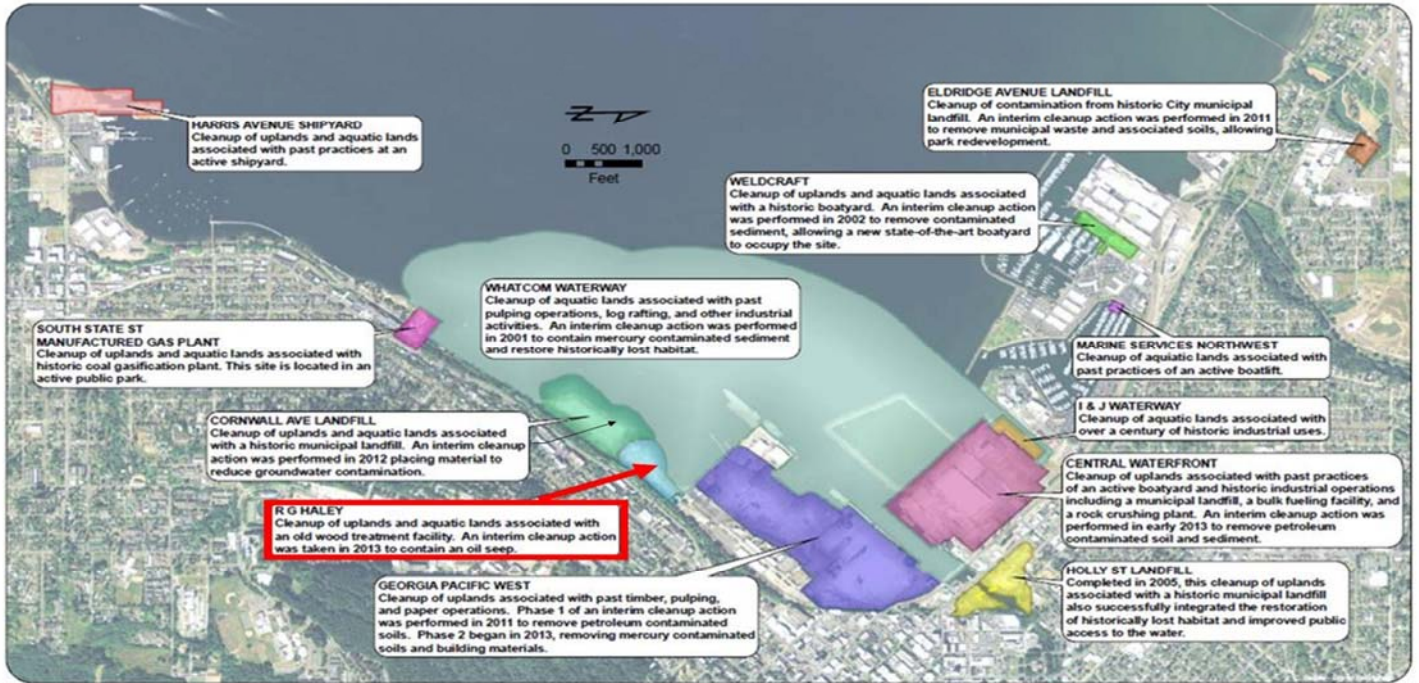 HARRIS AVENUE SHIPYARD
Cleanup of uplands and aquatic lands
associated with past practices at an
active shipyard.
N
0 500 1,000
Feet
ELDRIDGE AVENUE LANDFILL
Cleanup of contamination from historic City municipal
landfill. An interim cleanup action was performed in 2011
to remove municipal waste and associated soils, allowing
park redevelopment.
WELDCRAFT
Cleanup of uplands and aquatic lands associated
with a historic boatyard. An interim cleanup action
was performed in 2002 to remove contaminated
sediment, allowing a new state-of-the-art boatyard
to occupy the site.
WHATCOM WATERWAY
Cleanup of aquatic lands associated with past
pulping operations, log rafting, and other industrial
activities. An interim cleanup action was performed
in 2001 to contain mercury contaminated sediment
and restore historically lost habitat.
SOUTH STATE ST
MANUFACTURED GAS PLANT
Cleanup of uplands and aquatic lands associated with
historic coal gasification plant. This site is located in an
active public park.
MARINE SERVICES NORTHWEST
Cleanup of aquiatic lands associated with
past practices of an active boatlift.
I & J WATERWAY
Cleanup of aquatic lands associated with
over a century of historic industrial uses.
CORNWALL AVE LANDFILL
Cleanup of uplands and aquatic lands associated
with a historic municipal landfill. An interim cleanup
action was performed in 2012 placing material to
reduce groundwater contamination.
CENTRAL WATERFRONT
Cleanup of uplands associated with past practices
of an active boatyard and historic industrial operations
including a municipal landfill, a bulk fueling facility, and
a rock crushing plant. An interim cleanup action was
performed in early 2013 to remove petroleum
contaminated soil and sediment.
R G HALEY
Cleanup of uplands and aquatic lands associated with
an old wood treatment facility. An interim cleanup action
was taken in 2013 to contain an oil seep.
HOLLY ST LANDFILL
Completed in 2005, this cleanup of uplands
associated with a historic municipal landfill
also successfully integrated the restoration
of historically lost habitat and improved public
access to the water.
GEORGIA PACIFIC WEST
Cleanup of uplands associated with past timber, pulping,
and paper operations. Phase 1 of an interim cleanup action
was performed in 2011 to remove petroleum contaminated
soils. Phase 2 began in 2013, removing mercury contaminated
soils and building materials.